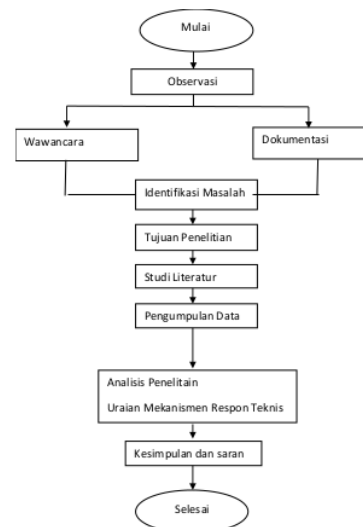 Mulai
Observasi
Wawancara
Dokumentasi
Identifikasi Masalah
Tujuan Penelitian
Studi Literatur
Pengumpulan Data
Analisis Penelitain
Uraian Mekanismen Respon Teknis
Kesimpulan dan saran
Selesai